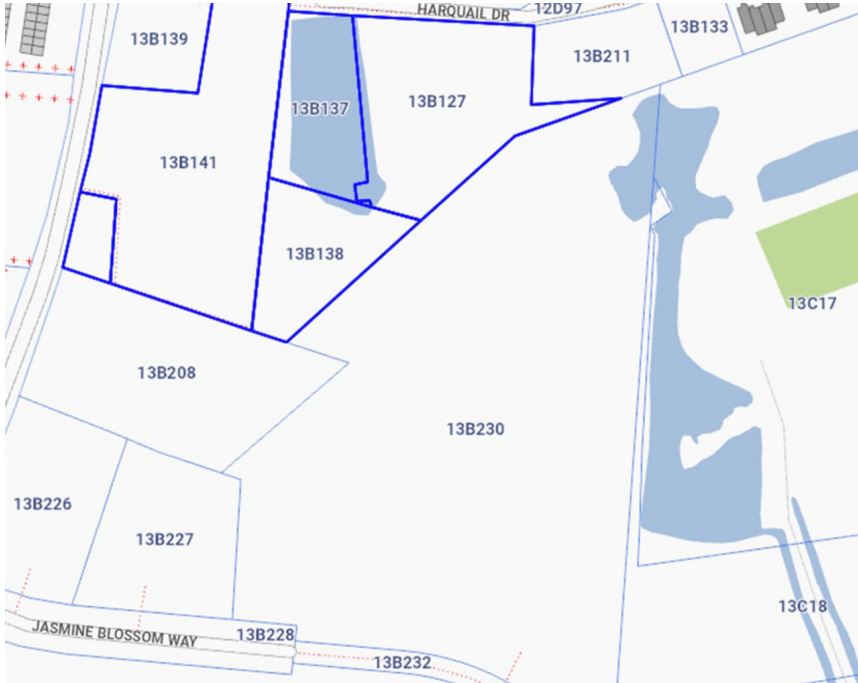 HARQUAIL DR
12D97
13B133
13B139
13B211
13B137
13B127
13B141
13B138
13C17
13B208
13B230
13B226
13B227
13C18
JASMINE BLOSSOM WAY
13B228
13B232